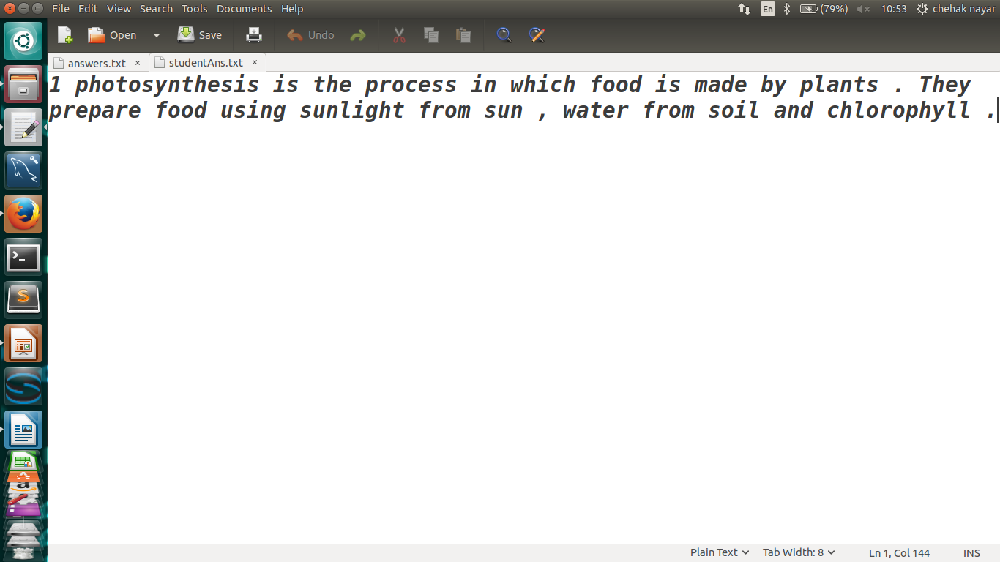 File Edit View Search Tools Documents Help En (79%) 10:53 chehak nayar
Open Save Undo
answers.txt × studentAns.txt ×
1 photosynthesis is the process in which food is made by plants . They
prepare food using sunlight from sun , water from soil and chlorophyll .
Plain Text Tab Width: 8 Ln 1, Col 144 INS